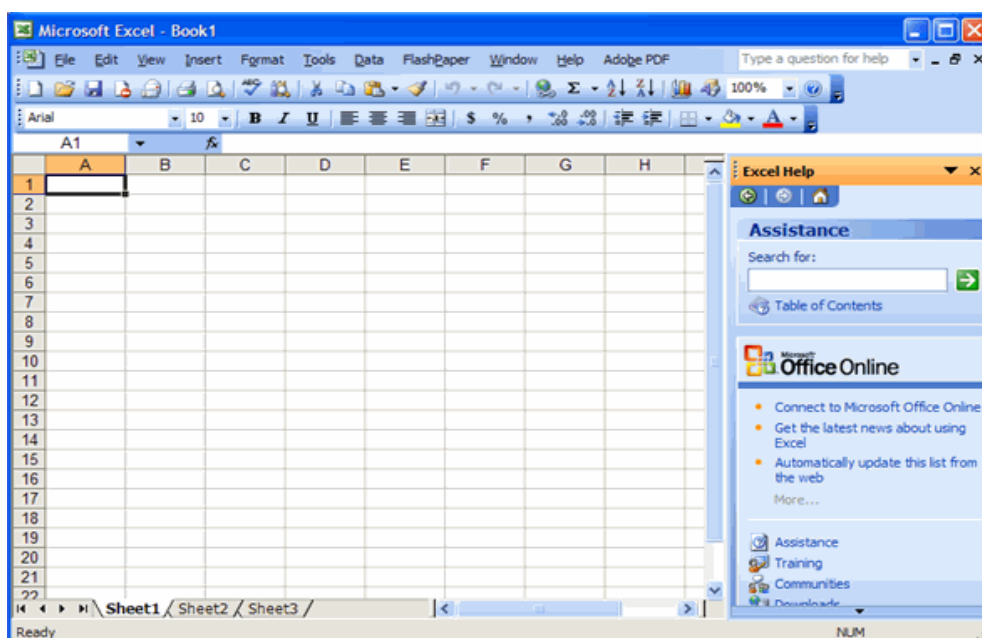 Microsoft Excel - Book1
File Edit View Insert Format Tools Data FlashPaper Window Help Adobe PDF Type a question for help
100%
Arial 10 B I U $ % ,
A1 fx
A B C D E F G H
1
2
3
4
5
6
7
8
9
10
11
12
13
14
15
16
17
18
19
20
21
22
Sheet1 Sheet2 Sheet3
Ready NUM
Excel Help
Assistance
Search for:
Table of Contents
Microsoft
Office Online
Connect to Microsoft Office Online
Get the latest news about using
Excel
Automatically update this list from
the web
More...
Assistance
Training
Communities
Downloads